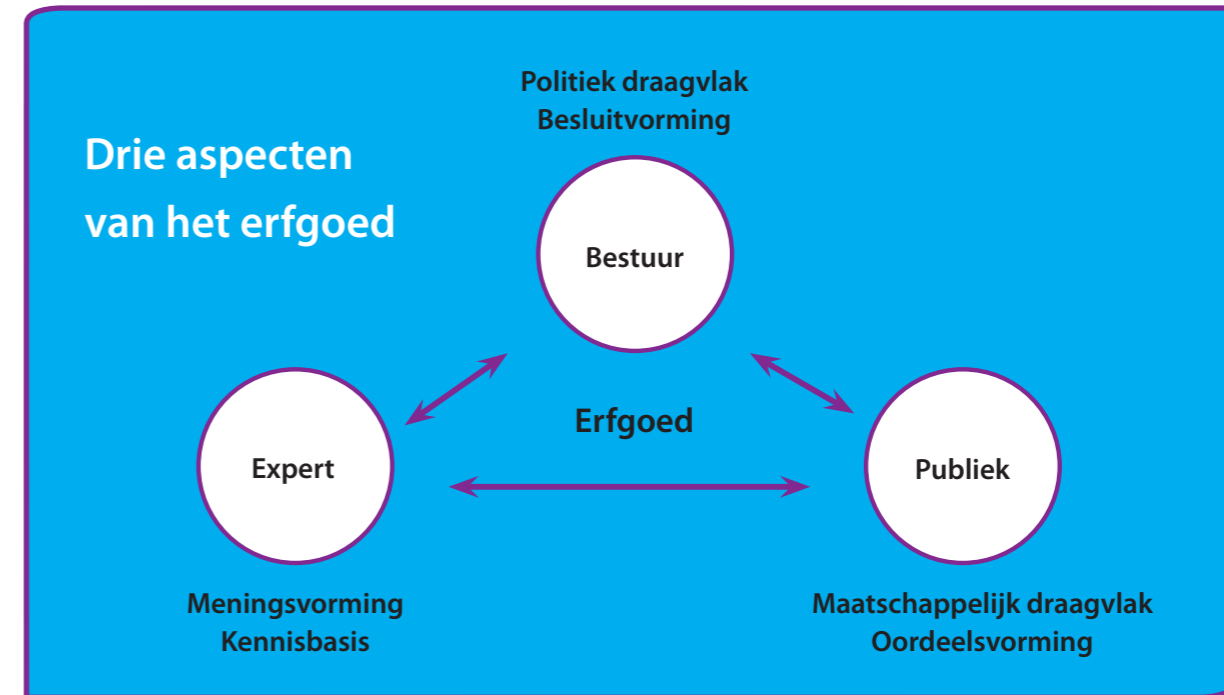 Drie aspecten
van het erfgoed
Politiek draagvlak
Besluitvorming
Bestuur
Erfgoed
Expert
Publiek
Meningsvorming
Kennisbasis
Maatschappelijk draagvlak
Oordeelsvorming